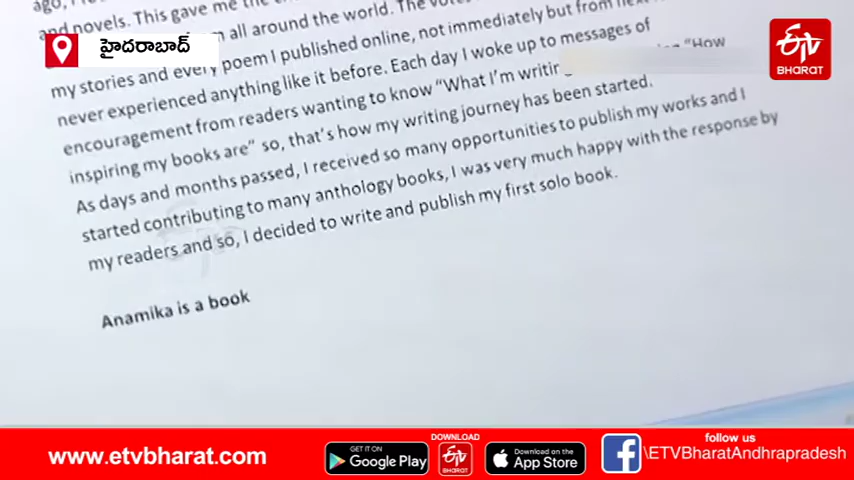 and novels. This gave me the
హైదరాబాద్
all around the world. The
my stories and every poem I published online, not immediately but from next
never experienced anything like it before. Each day I woke up to messages of
encouragement from readers wanting to know “What I’m writing “How
inspiring my books are” so, that’s how my writing journey has been started.
As days and months passed, I received so many opportunities to publish my works and I
started contributing to many anthology books, I was very much happy with the response by
my readers and so, I decided to write and publish my first solo book.
Anamika is a book
ETV
BHARAT
www.etvbharat.com
GET IT ON
Google Play
DOWNLOAD
ETV
BHARAT
Download on the
App Store
follow us
\ETVBharatAndhrapradesh